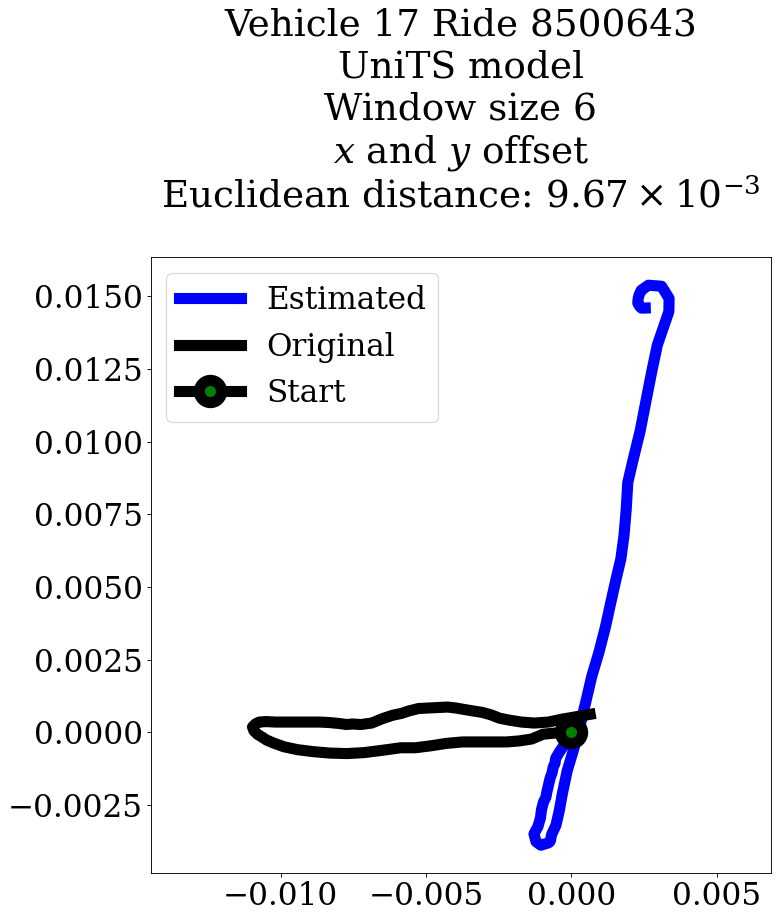 Vehicle 17 Ride 8500643
UniTS model
Window size 6
x and y offset
Euclidean distance: 9.67 × 10⁻³
Estimated
Original
Start
0.0150
0.0125
0.0100
0.0075
0.0050
0.0025
0.0000
−0.0025
−0.010 −0.005 0.000 0.005